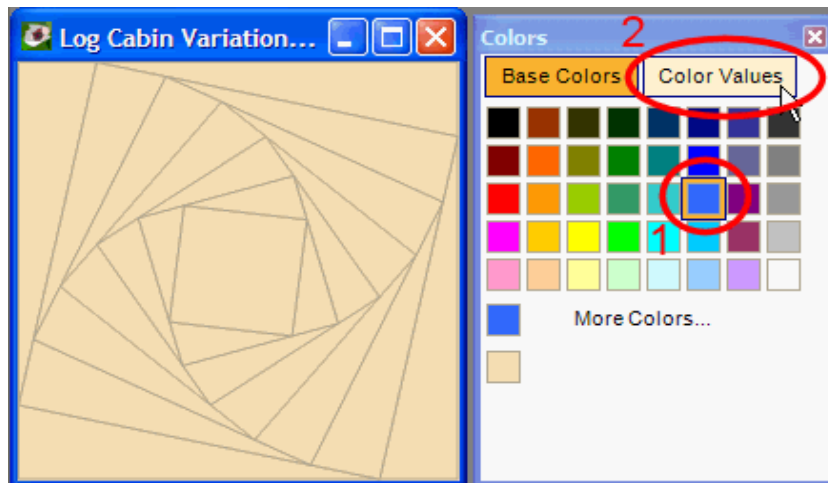 Log Cabin Variation...
Colors
2
Base Colors
Color Values
1
More Colors...